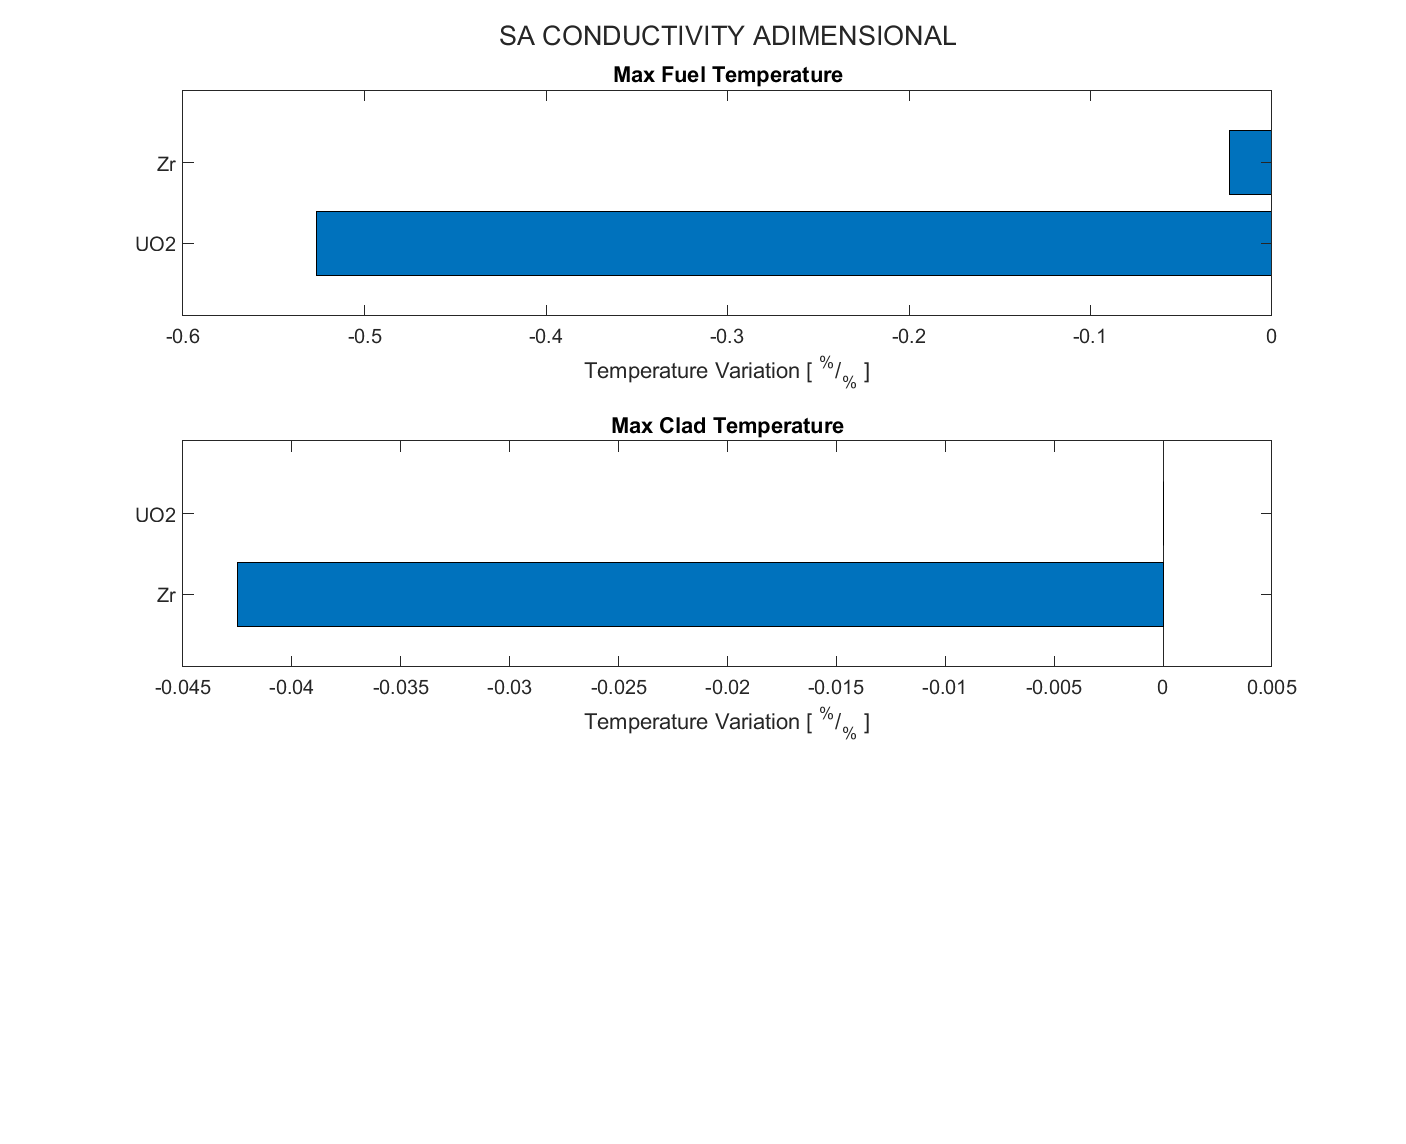 SA CONDUCTIVITY ADIMENSIONAL
Max Fuel Temperature
Zr
UO2
-0.6 -0.5 -0.4 -0.3 -0.2 -0.1 0
Temperature Variation [ %/% ]
Max Clad Temperature
UO2
Zr
-0.045 -0.04 -0.035 -0.03 -0.025 -0.02 -0.015 -0.01 -0.005 0 0.005
Temperature Variation [ %/% ]